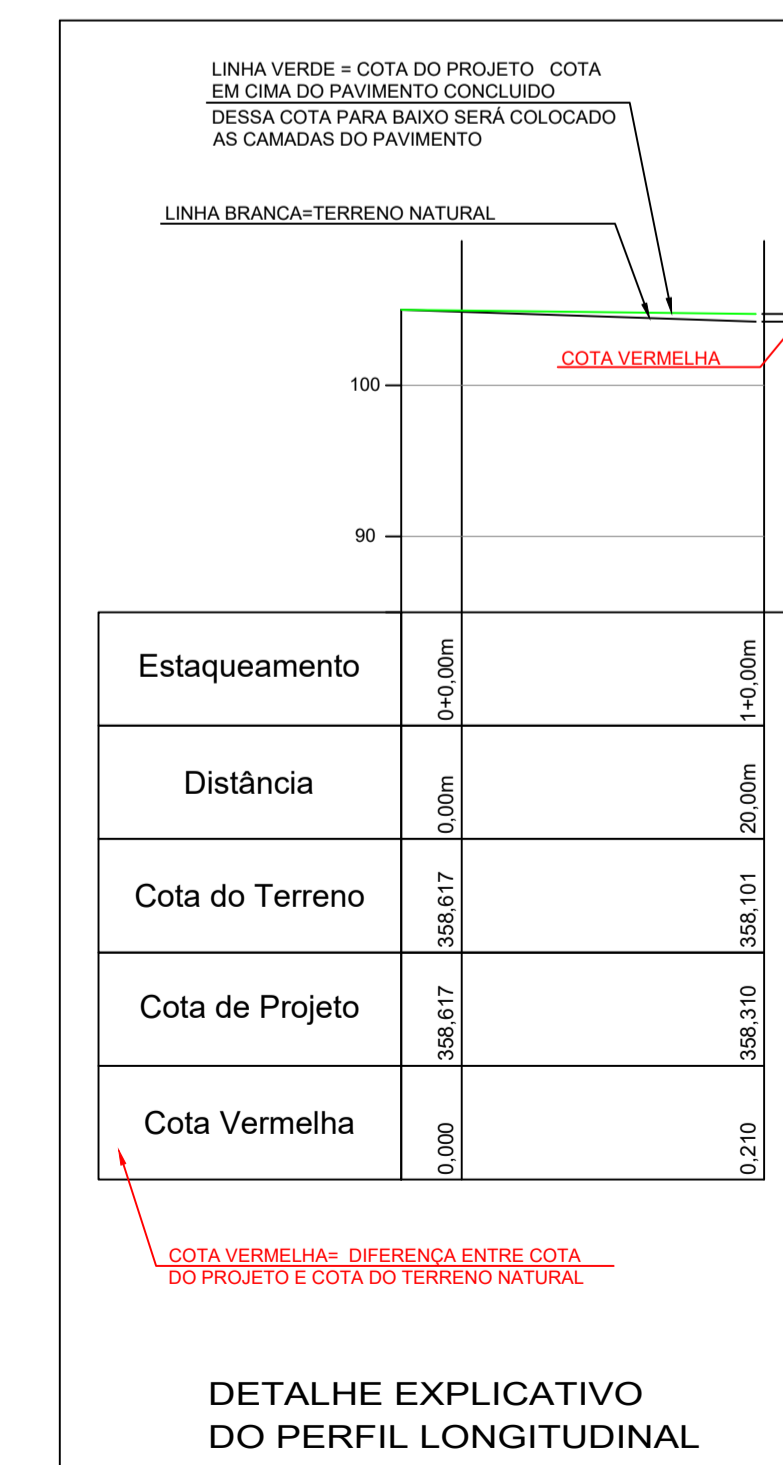 LINHA VERDE = COTA DO PROJETO COTA
EM CIMA DO PAVIMENTO CONCLUIDO
DESSA COTA PARA BAIXO SERÁ COLOCADO
AS CAMADAS DO PAVIMENTO
LINHA BRANCA=TERRENO NATURAL
COTA VERMELHA
100
90
Estaqueamento 0+0,00m 1+0,00m
Distância 0,00m 20,00m
Cota do Terreno 358,617 358,101
Cota de Projeto 358,617 358,310
Cota Vermelha 0,000 0,210
COTA VERMELHA= DIFERENÇA ENTRE COTA
DO PROJETO E COTA DO TERRENO NATURAL
DETALHE EXPLICATIVO
DO PERFIL LONGITUDINAL